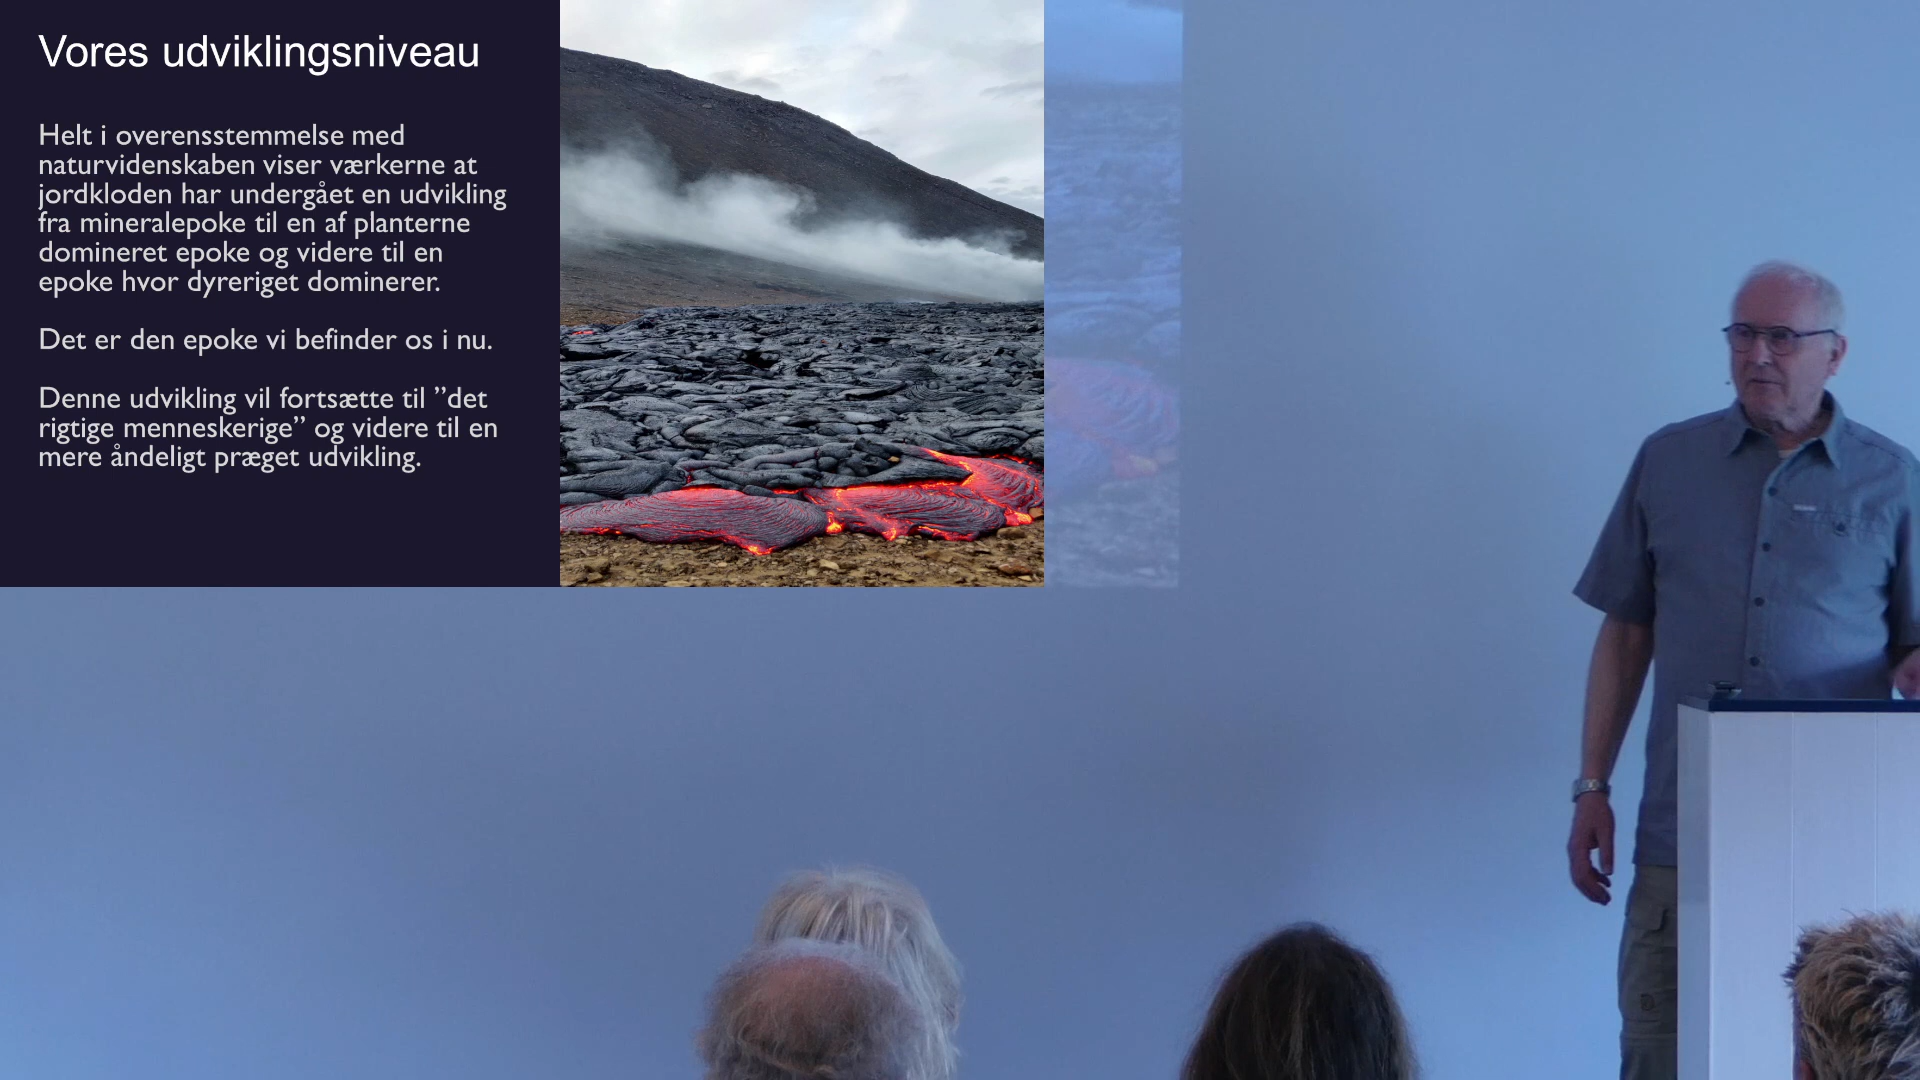 Vores udviklingsniveau
Helt i overensstemmelse med
naturvidenskaben viser værkerne at
jordkloden har undergået en udvikling
fra mineralepoke til en af planterne
domineret epoke og videre til en
epoke hvor dyreriget dominerer.
Det er den epoke vi befinder os i nu.
Denne udvikling vil fortsætte til ”det
rigtige menneskerige” og videre til en
mere åndeligt præget udvikling.